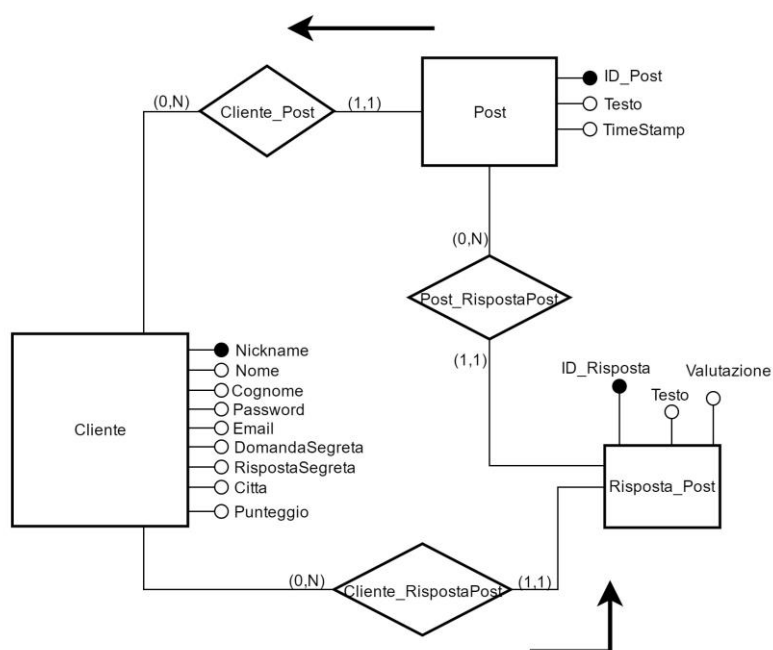 ID_Post
(0,N)
Cliente_Post
(1,1)
Post
Testo
TimeStamp
(0,N)
Post_RispostaPost
(1,1)
Nickname
Nome
Cognome
Password
Email
DomandaSegreta
RispostaSegreta
Citta
Punteggio
Cliente
ID_Risposta
Valutazione
Testo
Risposta_Post
(0,N)
Cliente_RispostaPost
(1,1)